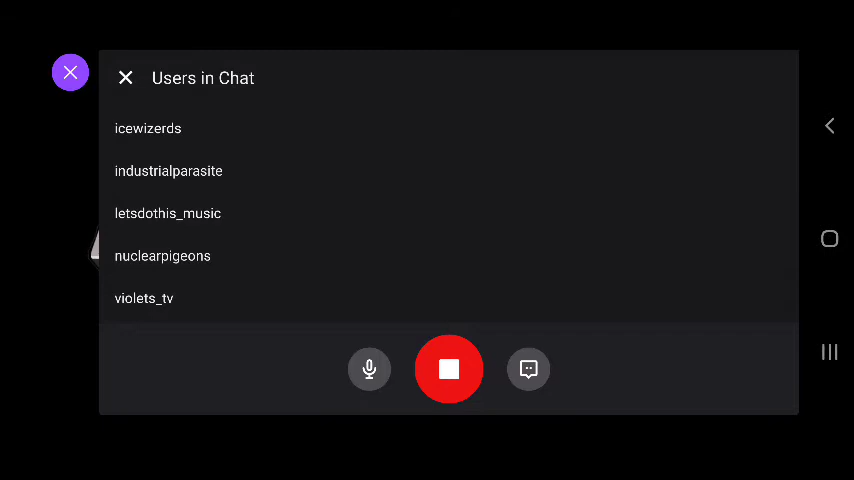 Users in Chat
icewizerds
industrialparasite
letsdothis_music
nuclearpigeons
violets_tv